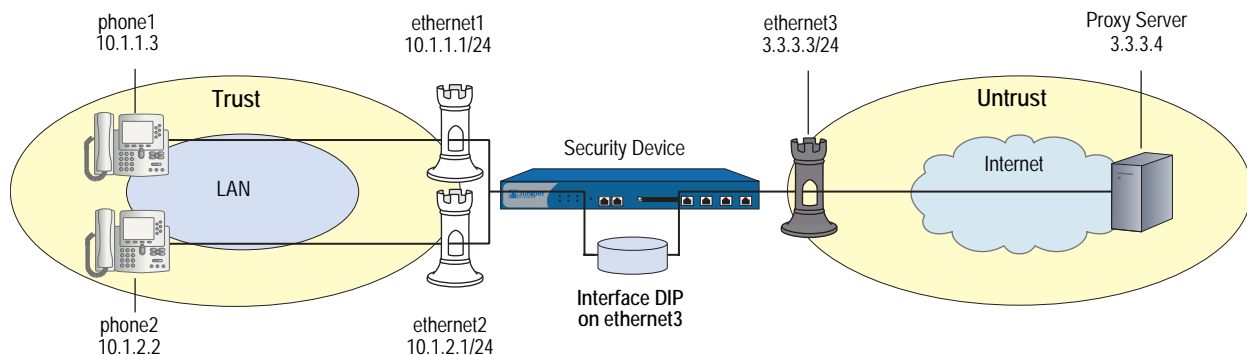 phone1
10.1.1.3
ethernet1
10.1.1.1/24
ethernet3
3.3.3.3/24
Proxy Server
3.3.3.4
Trust
Untrust
Security Device
Internet
LAN
Juniper
Interface DIP
on ethernet3
phone2
10.1.2.2
ethernet2
10.1.2.1/24